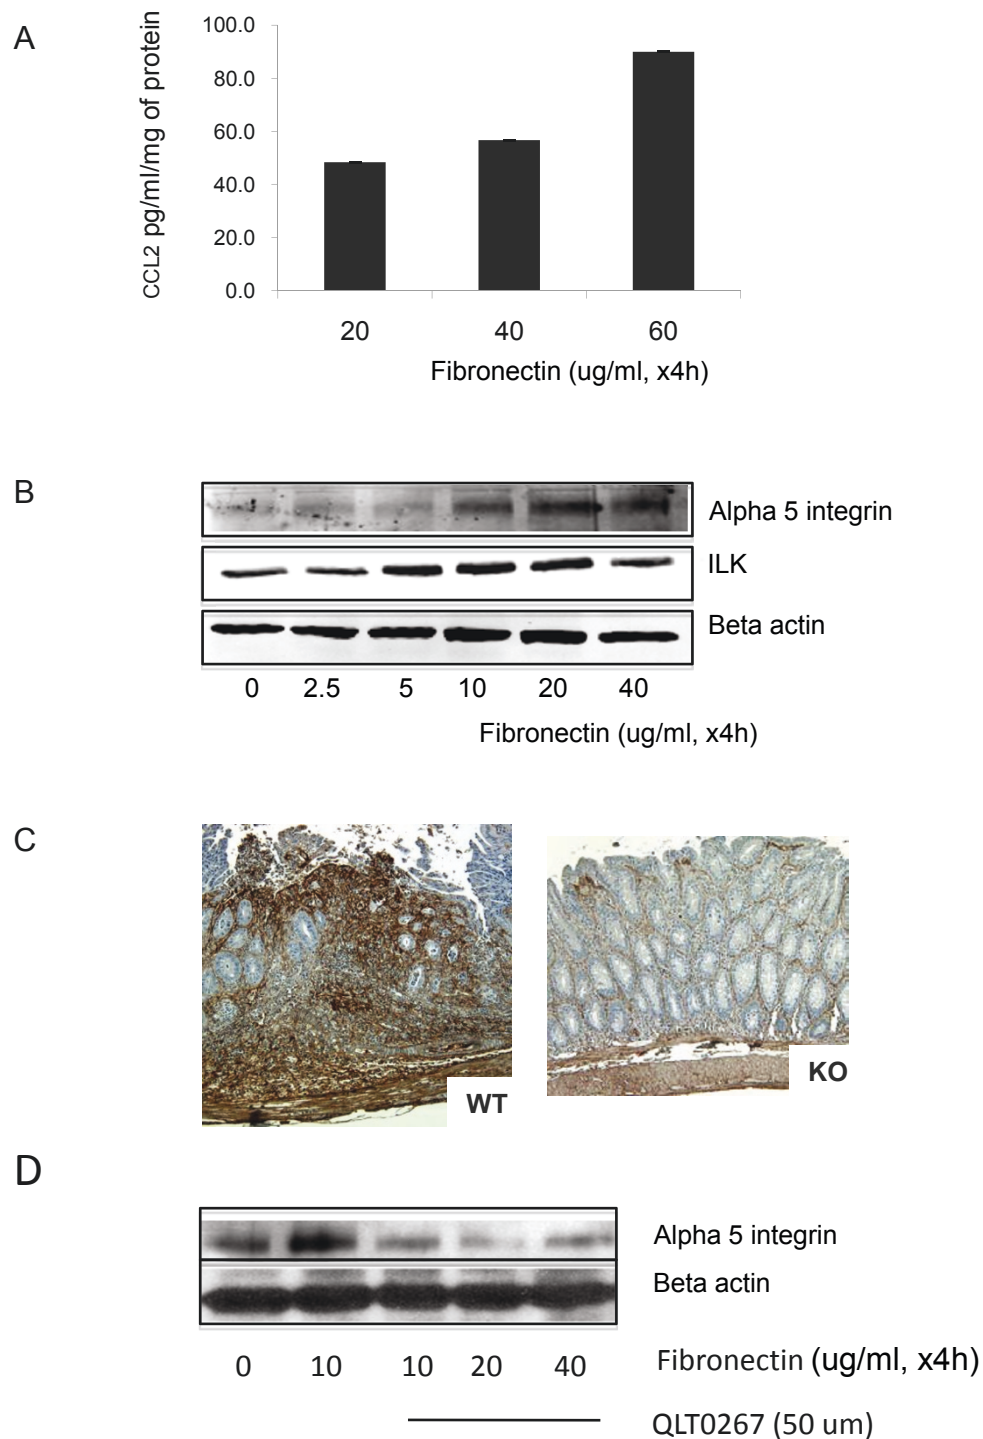 A
CCL2 pg/ml/mg of protein
100.0
80.0
60.0
40.0
20.0
0.0
20 40 60
Fibronectin (ug/ml, x4h)
B
Alpha 5 integrin
ILK
Beta actin
0 2.5 5 10 20 40
Fibronectin (ug/ml, x4h)
C
WT
KO
D
Alpha 5 integrin
Beta actin
0 10 10 20 40 Fibronectin (ug/ml, x4h)
QLT0267 (50 um)